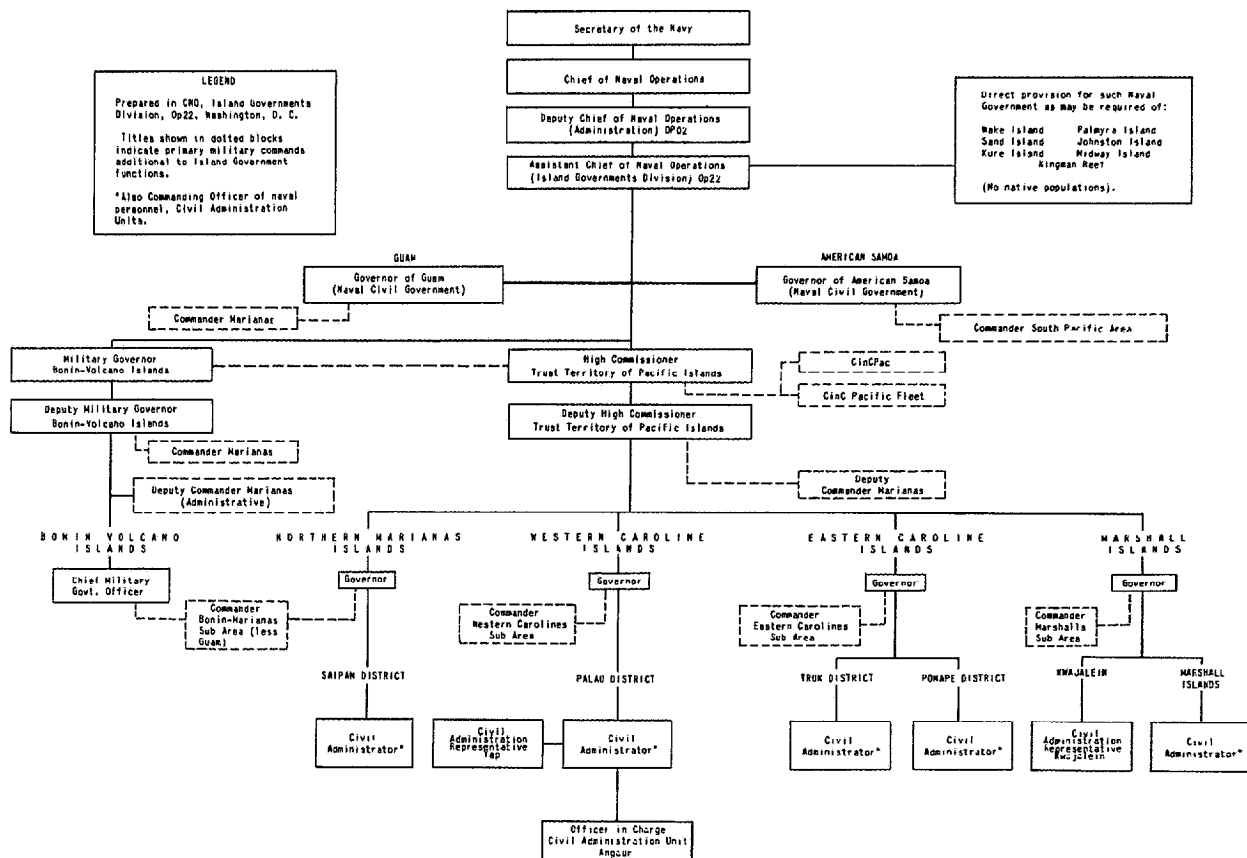 Secretary of the Navy
Chief of Naval Operations
Deputy Chief of Naval Operations
(Administration) OP02
Assistant Chief of Naval Operations
(Island Governments Division) Op22
LEGEND
Prepared in CNO, Island Governments
Division, Op22, Washington, D. C.
Titles shown in dotted blocks
indicate primary military commands
additional to Island Government
functions.
*Also Commanding Officer of naval
personnel, Civil Administration
Units.
Direct provision for such Naval
Government as may be required of:
Wake Island Palmyra Island
Sand Island Johnston Island
Kure Island Midway Island
Kingman Reef
(No native populations).
GUAM
Governor of Guam
(Naval Civil Government)
AMERICAN SAMOA
Governor of American Samoa
(Naval Civil Government)
Commander Marianas
Commander South Pacific Area
Military Governor
Bonin-Volcano Islands
High Commissioner
Trust Territory of Pacific Islands
CinCPac
CinC Pacific Fleet
Deputy Military Governor
Bonin-Volcano Islands
Deputy High Commissioner
Trust Territory of Pacific Islands
Commander Marianas
Deputy Commander Marianas
(Administrative)
Deputy
Commander Marianas
BONIN VOLCANO
ISLANDS
NORTHERN MARIANAS
ISLANDS
WESTERN CAROLINE
ISLANDS
EASTERN CAROLINE
ISLANDS
MARSHALL
ISLANDS
Chief Military
Govt. Officer
Governor
Governor
Governor
Governor
Commander
Bonin-Marianas
Sub Area (less
Guam)
Commander
Western Carolines
Sub Area
Commander
Eastern Carolines
Sub Area
Commander
Marshalls
Sub Area
SAIPAN DISTRICT
PALAU DISTRICT
TRUK DISTRICT
PONAPE DISTRICT
KWAJALEIN
MARSHALL
ISLANDS
Civil
Administrator*
Civil
Administration
Representative
Yap
Civil
Administrator*
Civil
Administrator*
Civil
Administrator*
Civil
Administration
Representative
Kwajalein
Civil
Administrator*
Officer in Charge
Civil Administration Unit
Angaur